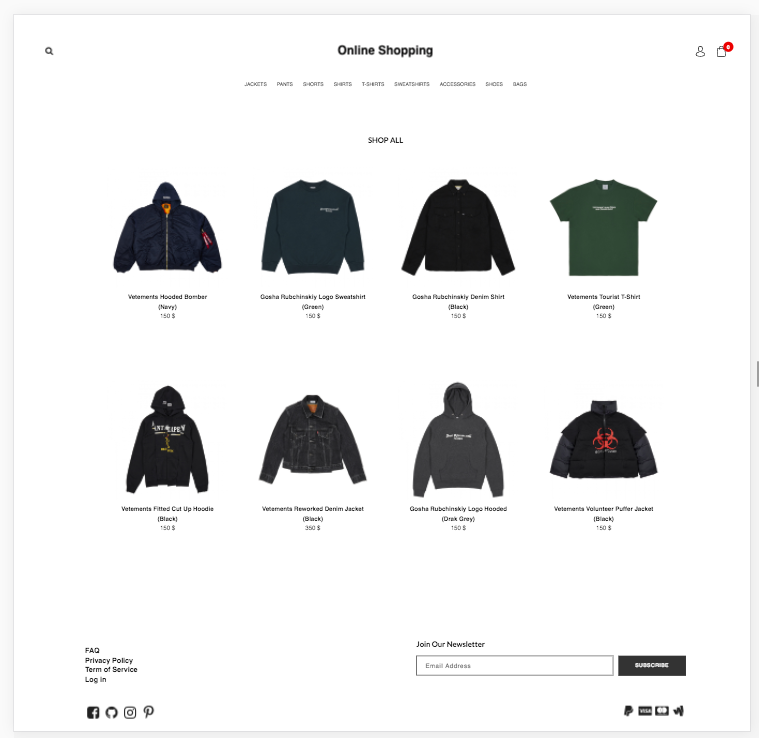 Online Shopping
JACKETS PANTS SHORTS SHIRTS T-SHIRTS SWEATSHIRTS ACCESSORIES SHOES BAGS
SHOP ALL
Vetements Hooded Bomber
(Navy)
150 $
Gosha Rubchinskiy Logo Sweatshirt
(Green)
150 $
Gosha Rubchinskiy Denim Shirt
(Black)
150 $
Vetements Tourist T-Shirt
(Green)
150 $
Vetements Fitted Cut Up Hoodie
(Black)
150 $
Vetements Reworked Denim Jacket
(Black)
350 $
Gosha Rubchinskiy Logo Hooded
(Drak Grey)
150 $
Vetements Volunteer Puffer Jacket
(Black)
150 $
FAQ
Privacy Policy
Term of Service
Log in
Join Our Newsletter
Email Address
SUBSCRIBE
VISA